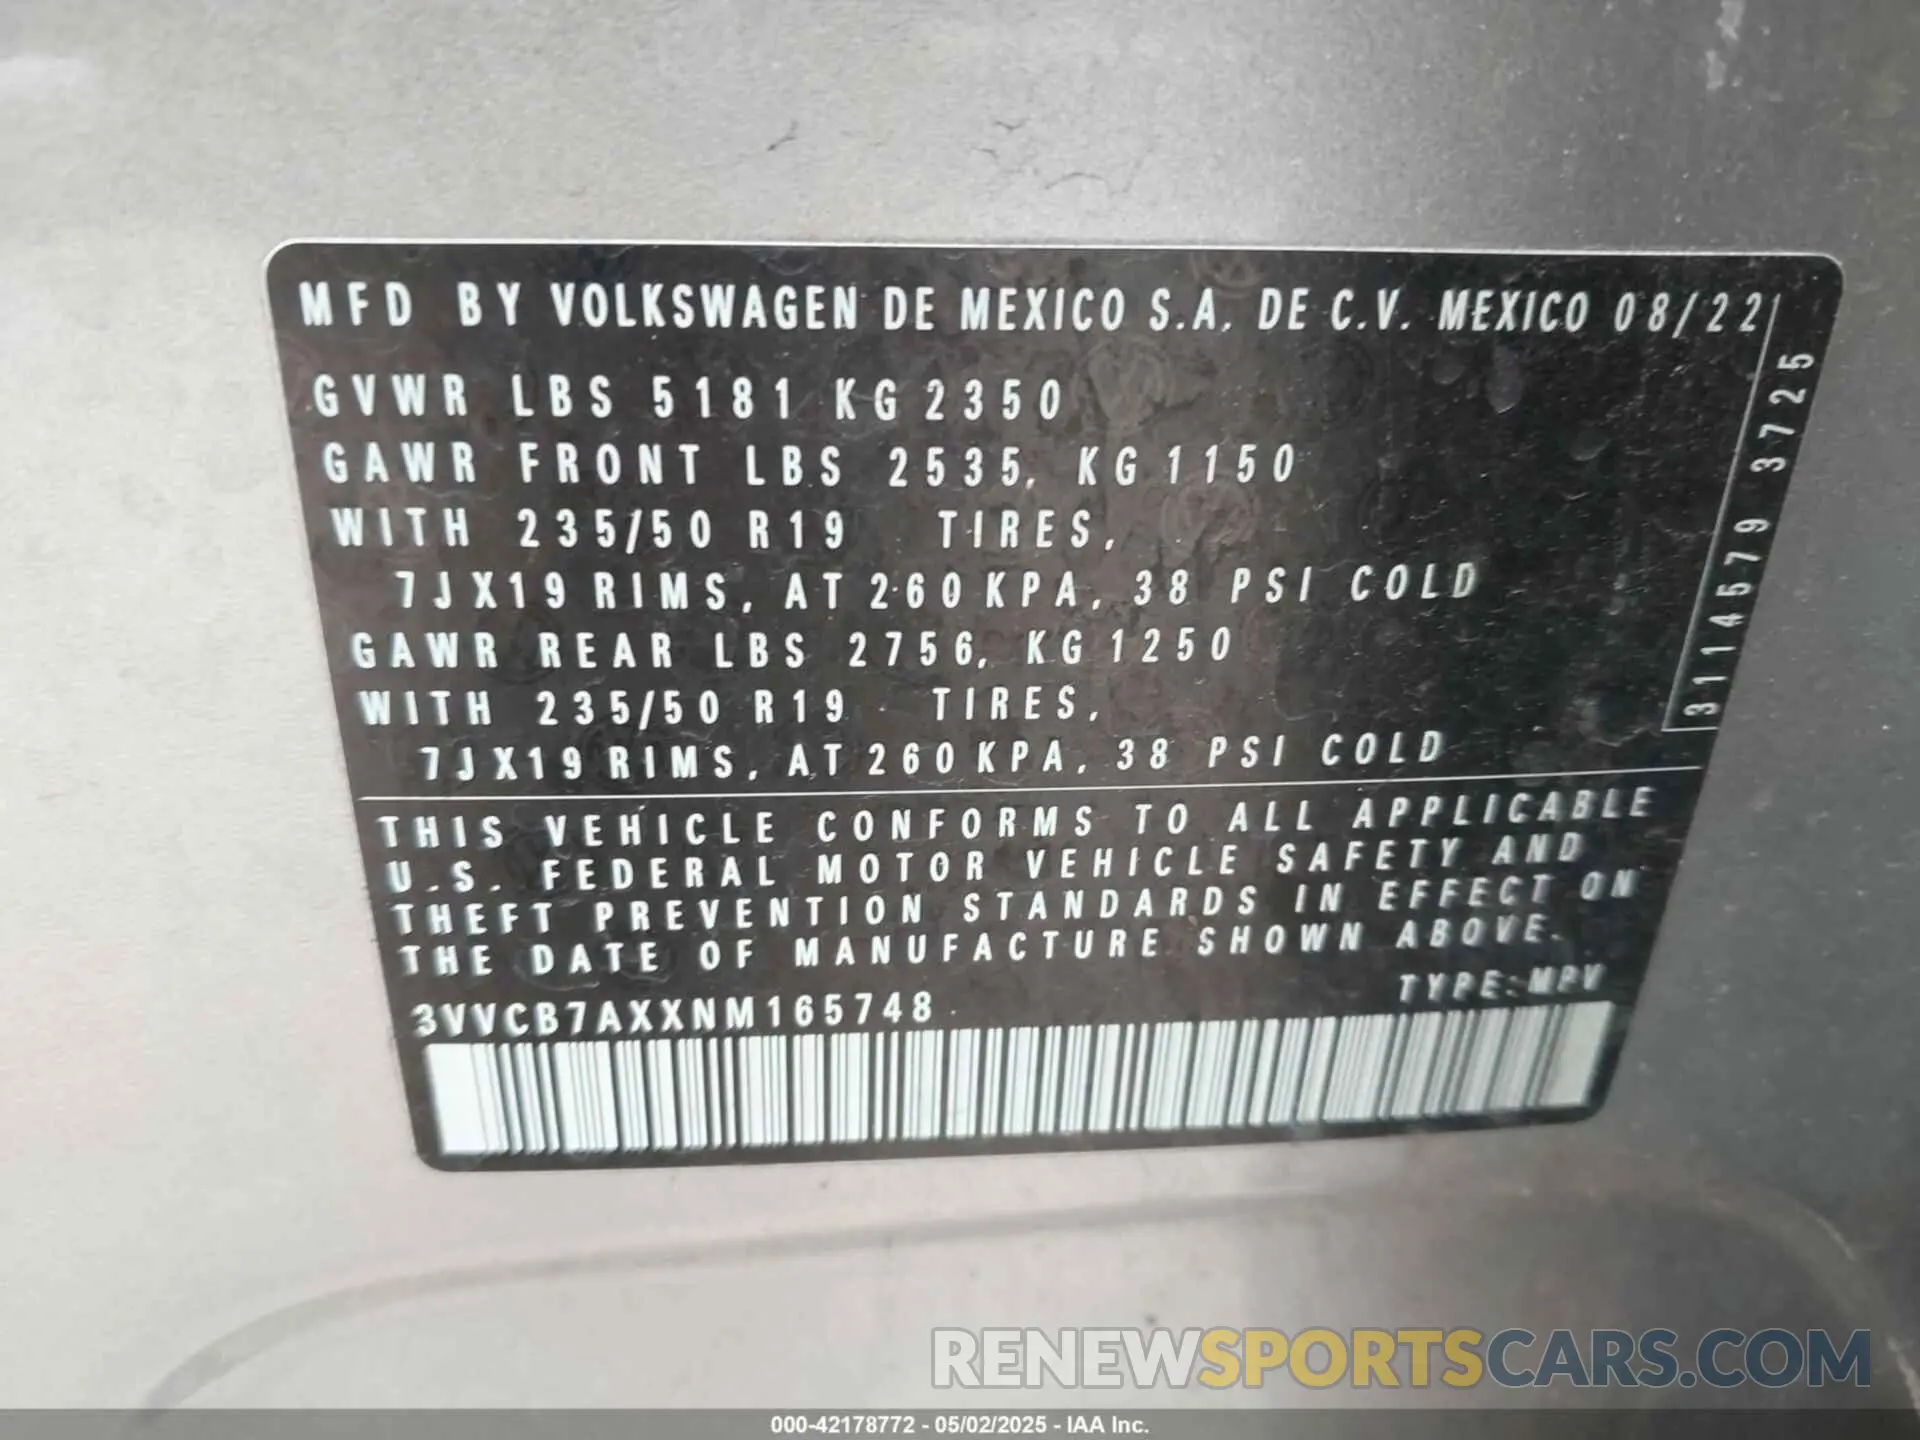 MFD BY VOLKSWAGEN DE MEXICO S.A. DE C.V. MEXICO 08/22
GVWR LBS 5181 KG 2350
GAWR FRONT LBS 2535, KG 1150
WITH 235/50 R19 TIRES,
7JX19 RIMS, AT 260 KPA, 38 PSI COLD
GAWR REAR LBS 2756, KG 1250
WITH 235/50 R19 TIRES,
7JX19 RIMS, AT 260 KPA, 38 PSI COLD
3114579 3725
THIS VEHICLE CONFORMS TO ALL APPLICABLE
U.S. FEDERAL MOTOR VEHICLE SAFETY AND
THEFT PREVENTION STANDARDS IN EFFECT ON
THE DATE OF MANUFACTURE SHOWN ABOVE.
TYPE: MPV
3VVCB7AXXNM165748
RENEWSPORTSCARS.COM
000-42178772 - 05/02/2025 - IAA Inc.